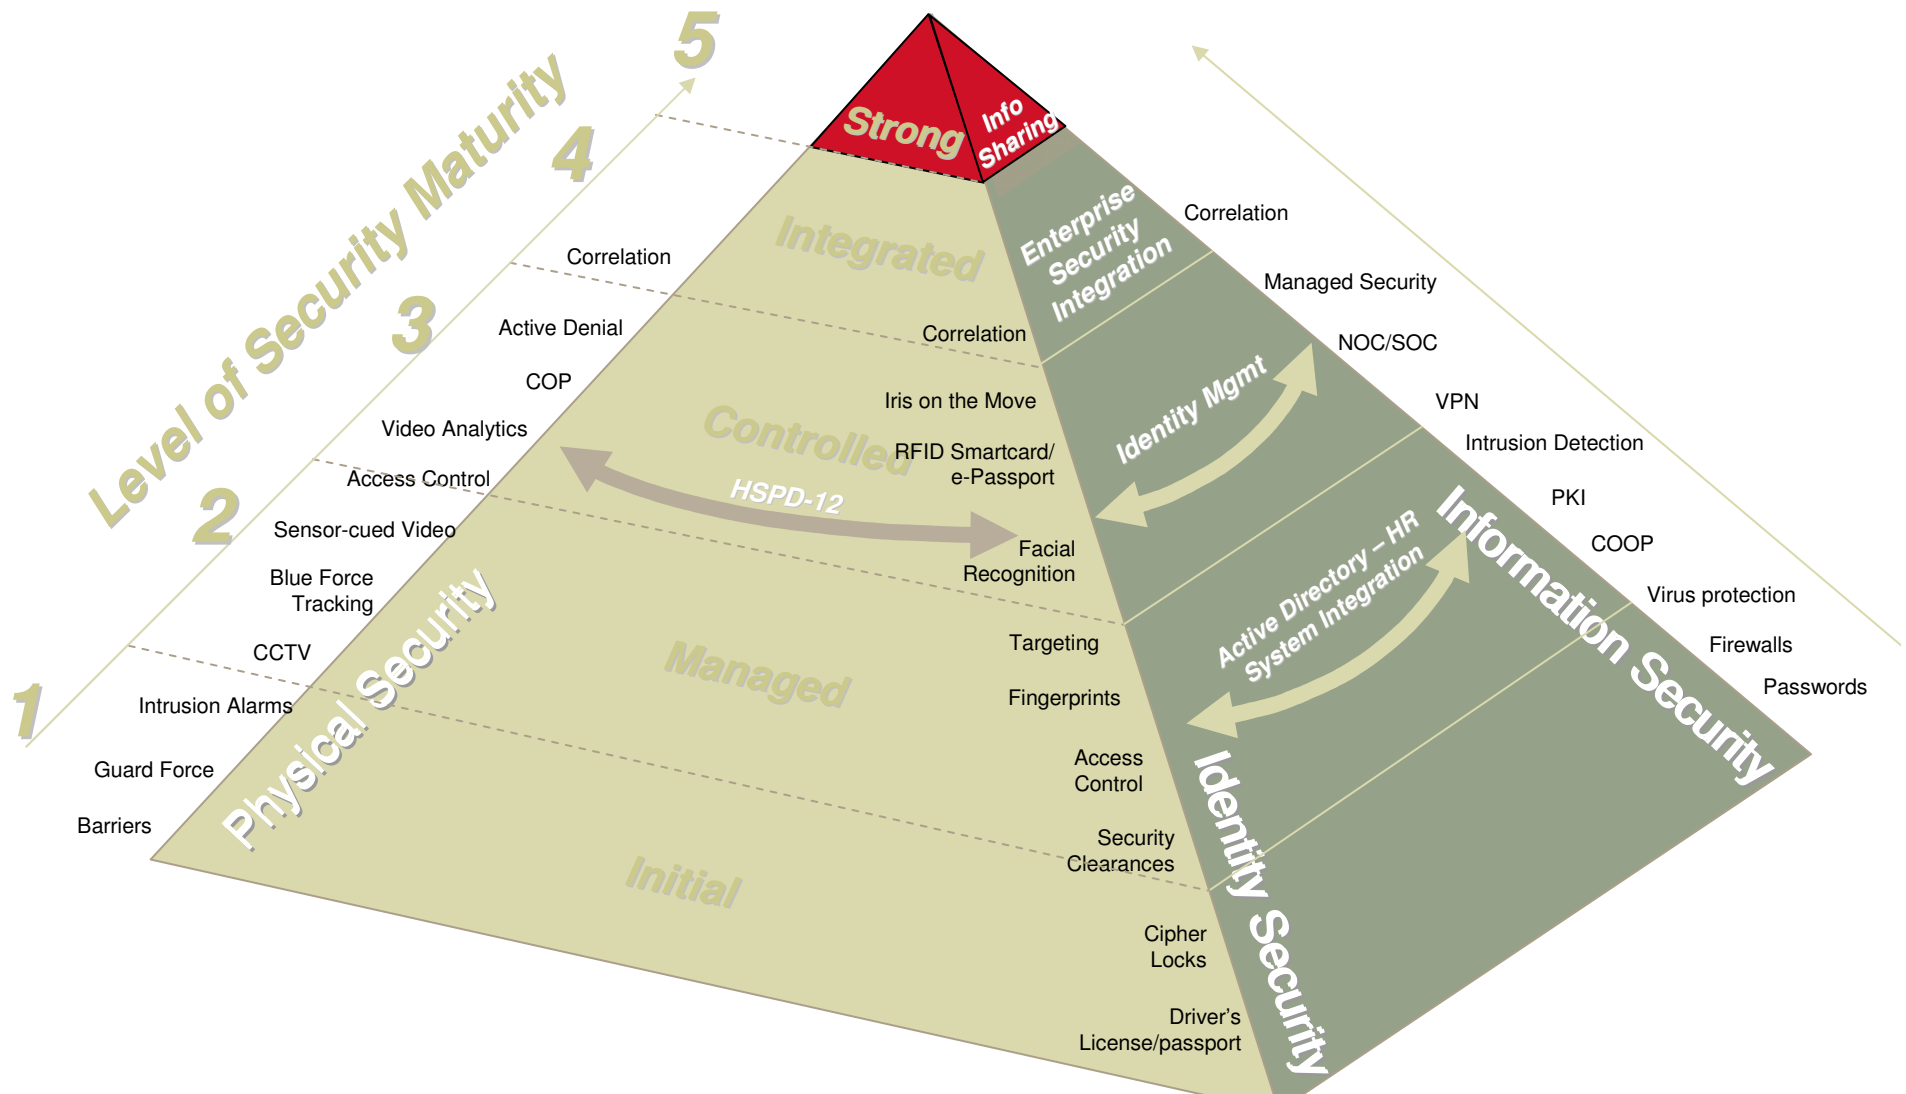 Level of Security Maturity
5
4
3
2
1
Strong
Info
Sharing
Integrated
Enterprise
Security
Integration
Controlled
Identity Mgmt
HSPD-12
Managed
Active Directory – HR
System Integration
Initial
Physical Security
Identity Security
Information Security
Correlation
Active Denial
COP
Video Analytics
Access Control
Sensor-cued Video
Blue Force
Tracking
CCTV
Intrusion Alarms
Guard Force
Barriers
Correlation
Iris on the Move
RFID Smartcard/
e-Passport
Facial
Recognition
Targeting
Fingerprints
Access
Control
Security
Clearances
Cipher
Locks
Driver’s
License/passport
Correlation
Managed Security
NOC/SOC
VPN
Intrusion Detection
PKI
COOP
Virus protection
Firewalls
Passwords